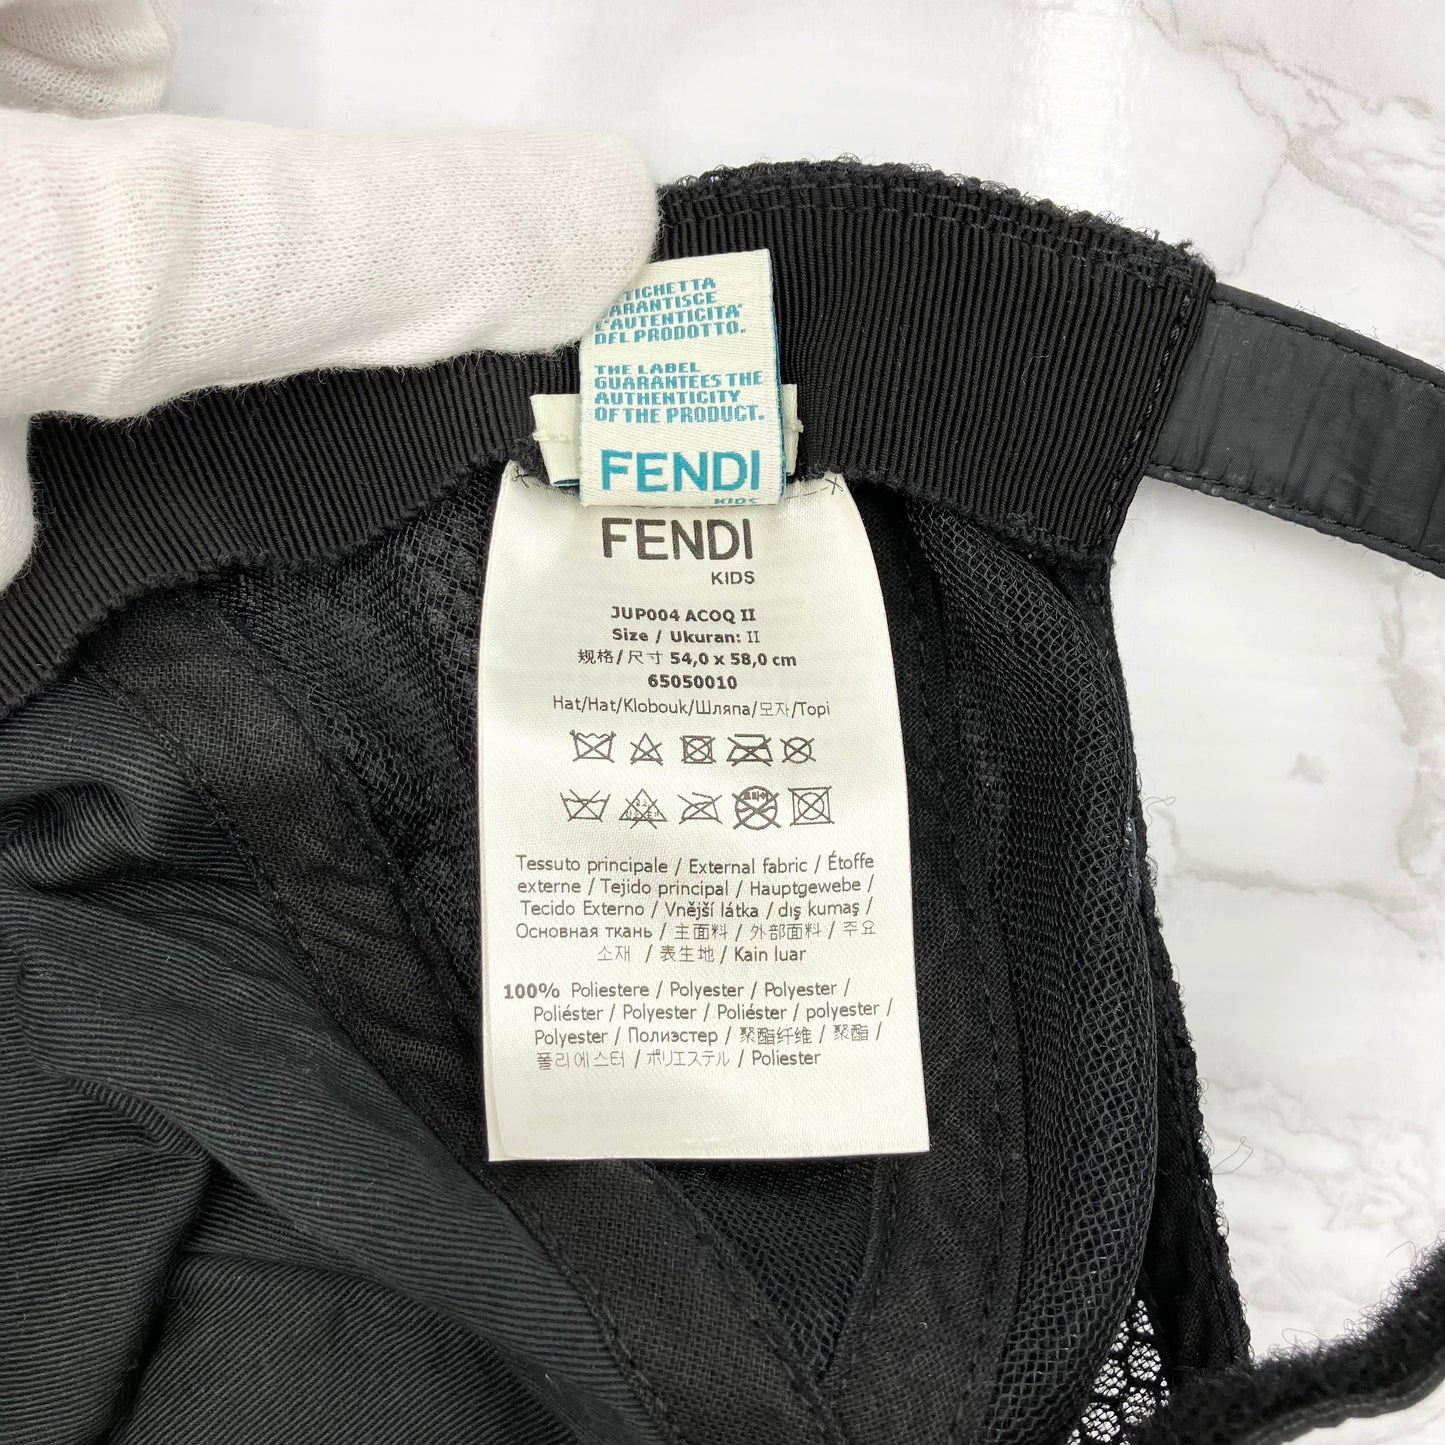 GARANTISCE
L'AUTENTICITA'
DEL PRODOTTO.
THE LABEL
GUARANTEES THE
AUTHENTICITY
OF THE PRODUCT.
FENDI
KIDS
FENDI
KIDS
JUP004 ACOQ II
Size / Ukuran: II
规格/尺寸 54,0 x 58,0 cm
65050010
Hat/Hat/Klobouk/Шляпа/모자/Topi
Tessuto principale / External fabric / Étoffe
externe / Tejido principal / Hauptgewebe /
Tecido Externo / Vnější látka / dış kumaş /
Основная ткань / 主面料 / 外部面料 / 주요
소재 / 表生地 / Kain luar
100% Poliestere / Polyester / Polyester /
Poliéster / Polyester / Poliéster / polyester /
Polyester / Полиэстер / 聚酯纤维 / 聚酯 /
폴리에스터 / ポリエステル / Poliester